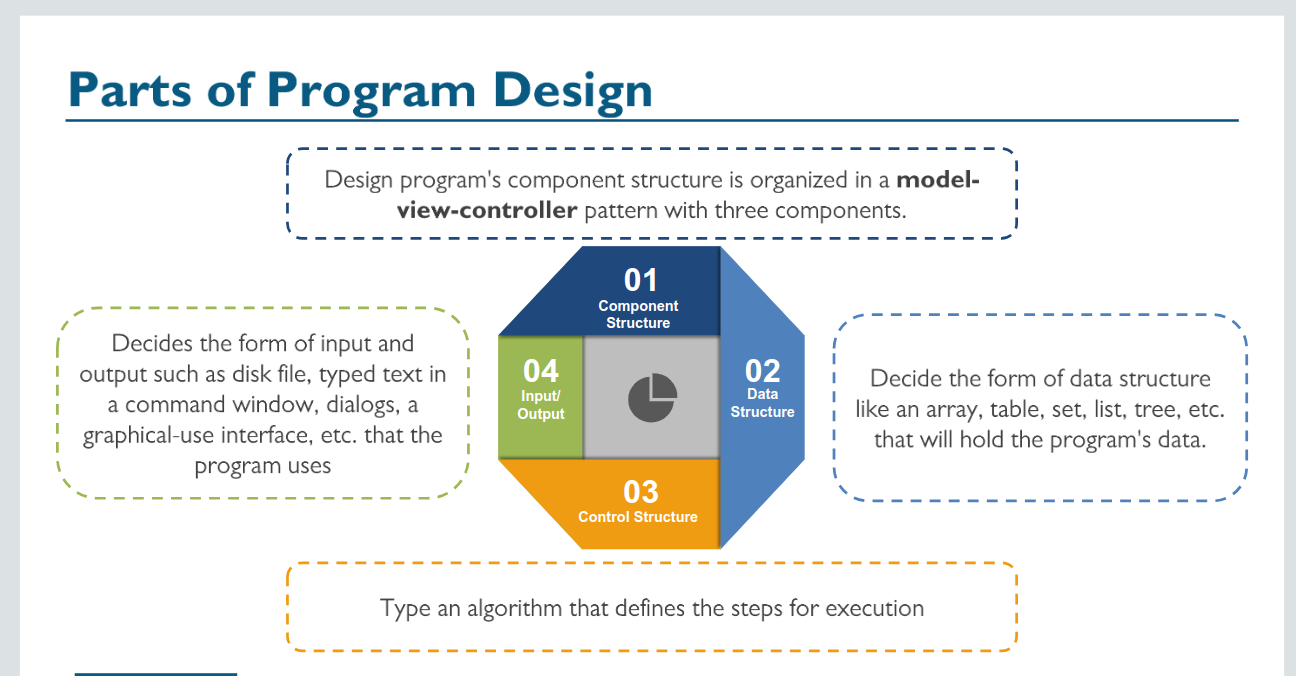 Parts of Program Design
Design program's component structure is organized in a model-
view-controller pattern with three components.
01
Component
Structure
Decides the form of input and
output such as disk file, typed text in
a command window, dialogs, a
graphical-use interface, etc. that the
program uses
04
Input/
Output
02
Data
Structure
Decide the form of data structure
like an array, table, set, list, tree, etc.
that will hold the program's data.
03
Control Structure
Type an algorithm that defines the steps for execution